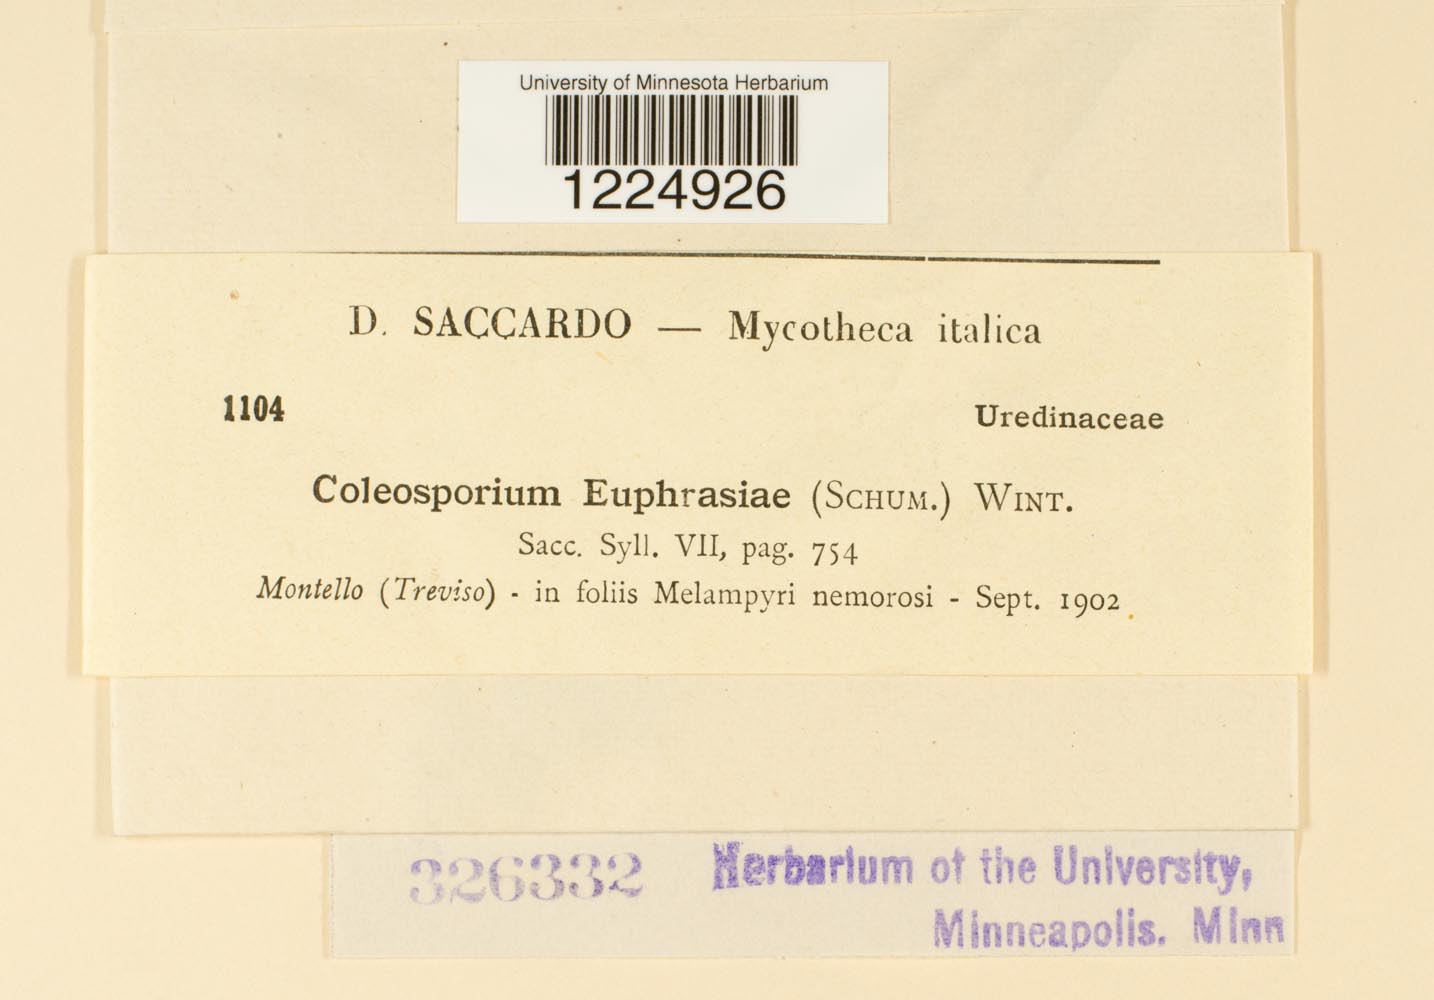 University of Minnesota Herbarium
1224926
D. SACCARDO — Mycotheca italica
1104
Uredinaceae
Coleosporium Euphrasiae (SCHUM.) WINT.
Sacc. Syll. VII, pag. 754
Montello (Treviso) - in foliis Melampyri nemorosi - Sept. 1902
326332
Herbarium of the University,
Minneapolis. Minn